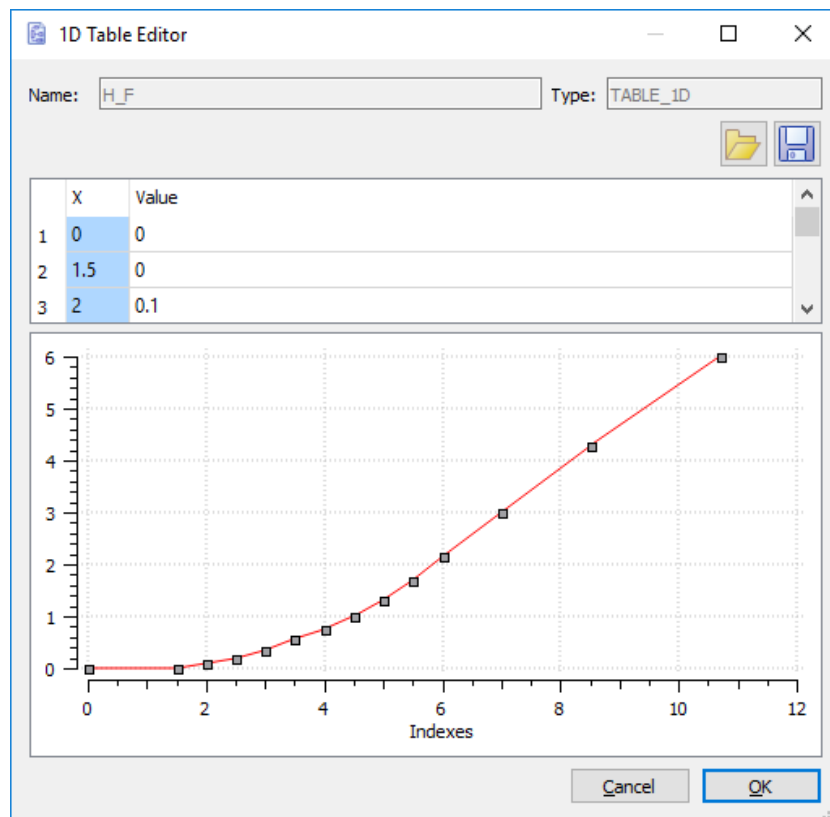 1D Table Editor
Name: H_F Type: TABLE_1D
X Value
1 0 0
2 1.5 0
3 2 0.1
6
5
4
3
2
1
0
0 2 4 6 8 10 12
Indexes
Cancel OK